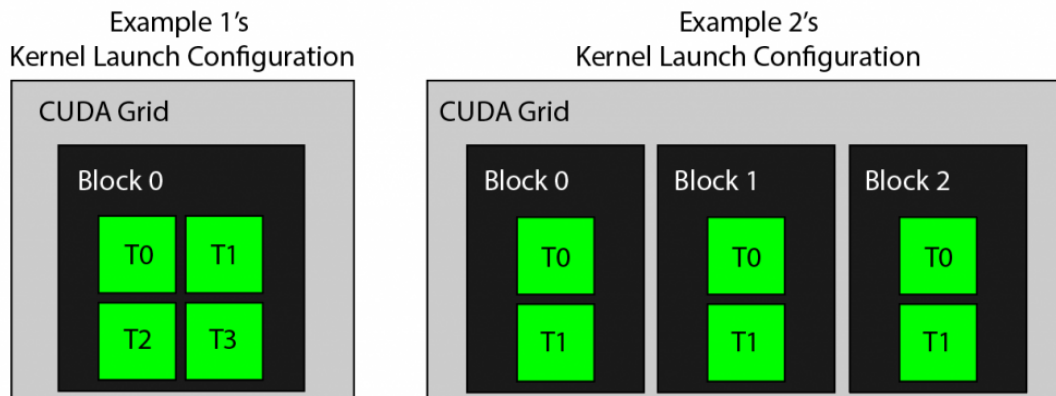 Example 1's
Kernel Launch Configuration
CUDA Grid
Block 0
T0 T1
T2 T3
Example 2's
Kernel Launch Configuration
CUDA Grid
Block 0 Block 1 Block 2
T0 T0 T0
T1 T1 T1